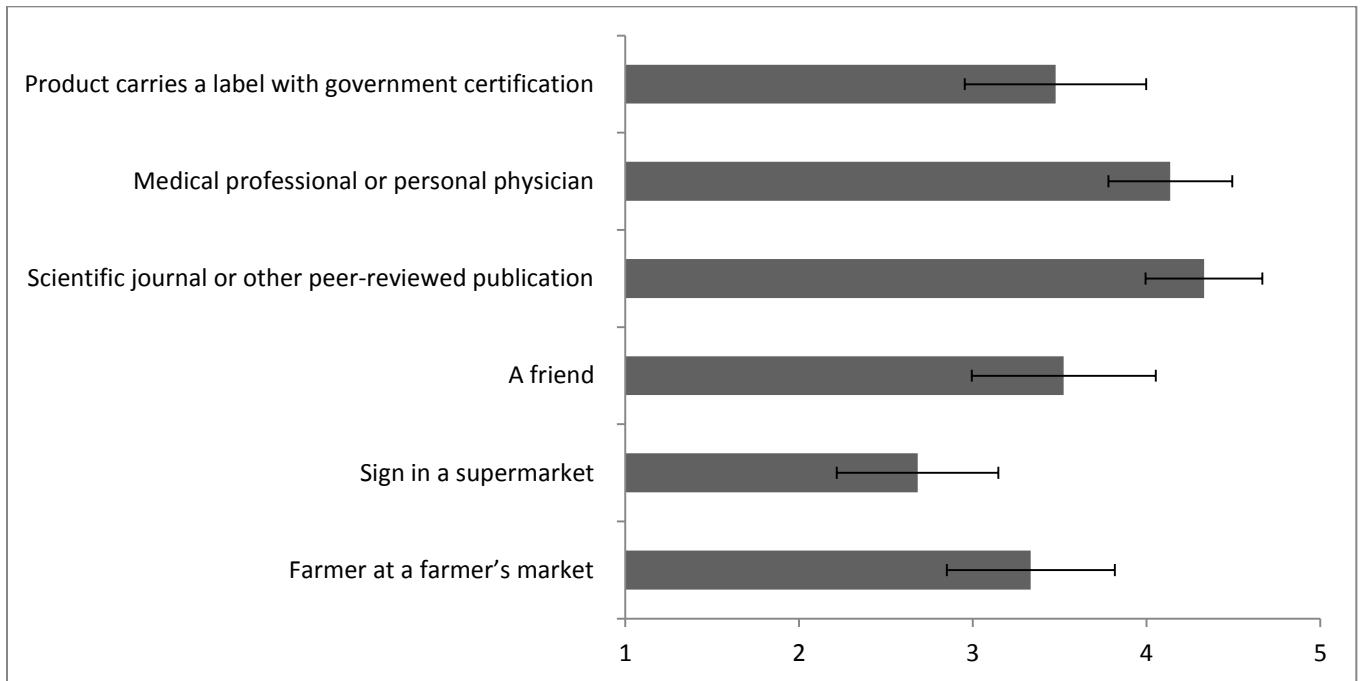 Product carries a label with government certification
Medical professional or personal physician
Scientific journal or other peer-reviewed publication
A friend
Sign in a supermarket
Farmer at a farmer’s market
1 2 3 4 5